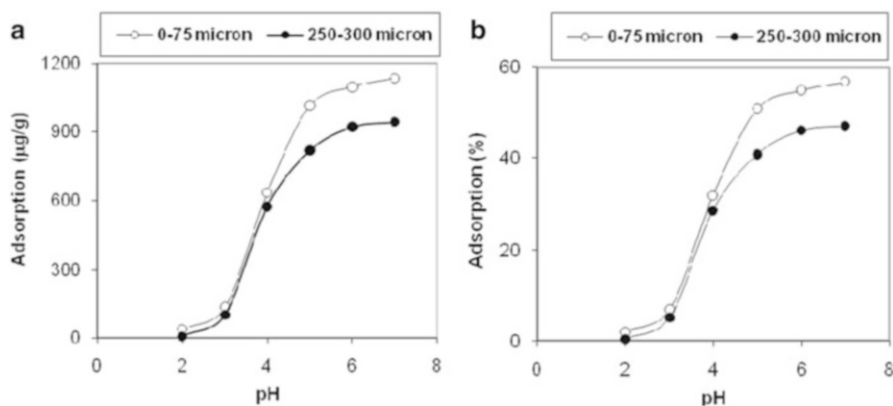 a
0-75 micron 250-300 micron
1200
900
600
300
0
Adsorption (µg/g)
0 2 4 6 8
pH
b
0-75 micron 250-300 micron
60
40
20
0
Adsorption (%)
0 2 4 6 8
pH